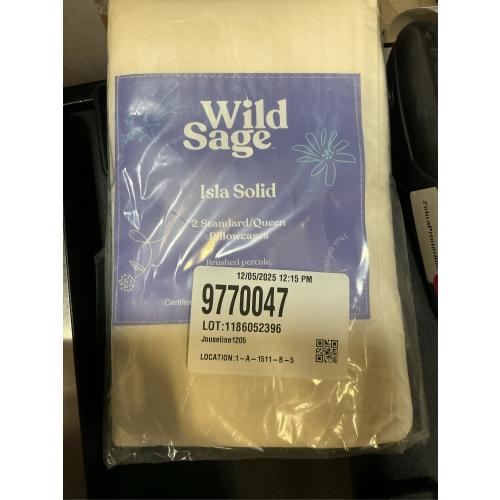 Wild
Sage
Isla Solid
2 Standard/Queen
Pillowcases
Brushed percale,
Certified
12/05/2025 12:15 PM
9770047
LOT:1186052396
Jouseline1205
LOCATION:1-A-1511-B-5